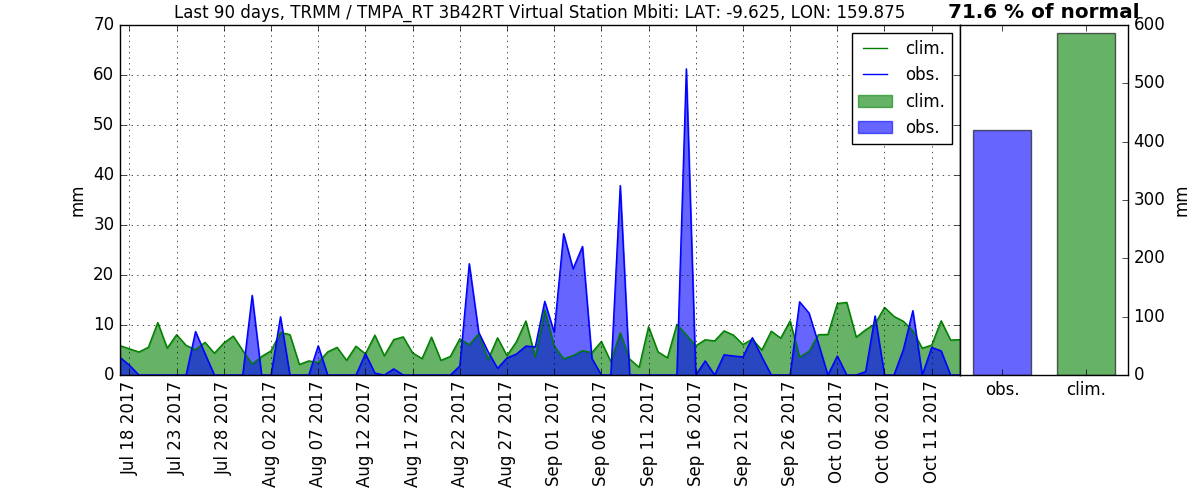 Last 90 days, TRMM / TMPA_RT 3B42RT Virtual Station Mbiti: LAT: -9.625, LON: 159.875
71.6 % of normal
70
60
50
40
30
20
10
0
mm
clim.
obs.
clim.
obs.
600
500
400
300
200
100
0
mm
Jul 18 2017
Jul 23 2017
Jul 28 2017
Aug 02 2017
Aug 07 2017
Aug 12 2017
Aug 17 2017
Aug 22 2017
Aug 27 2017
Sep 01 2017
Sep 06 2017
Sep 11 2017
Sep 16 2017
Sep 21 2017
Sep 26 2017
Oct 01 2017
Oct 06 2017
Oct 11 2017
obs.
clim.